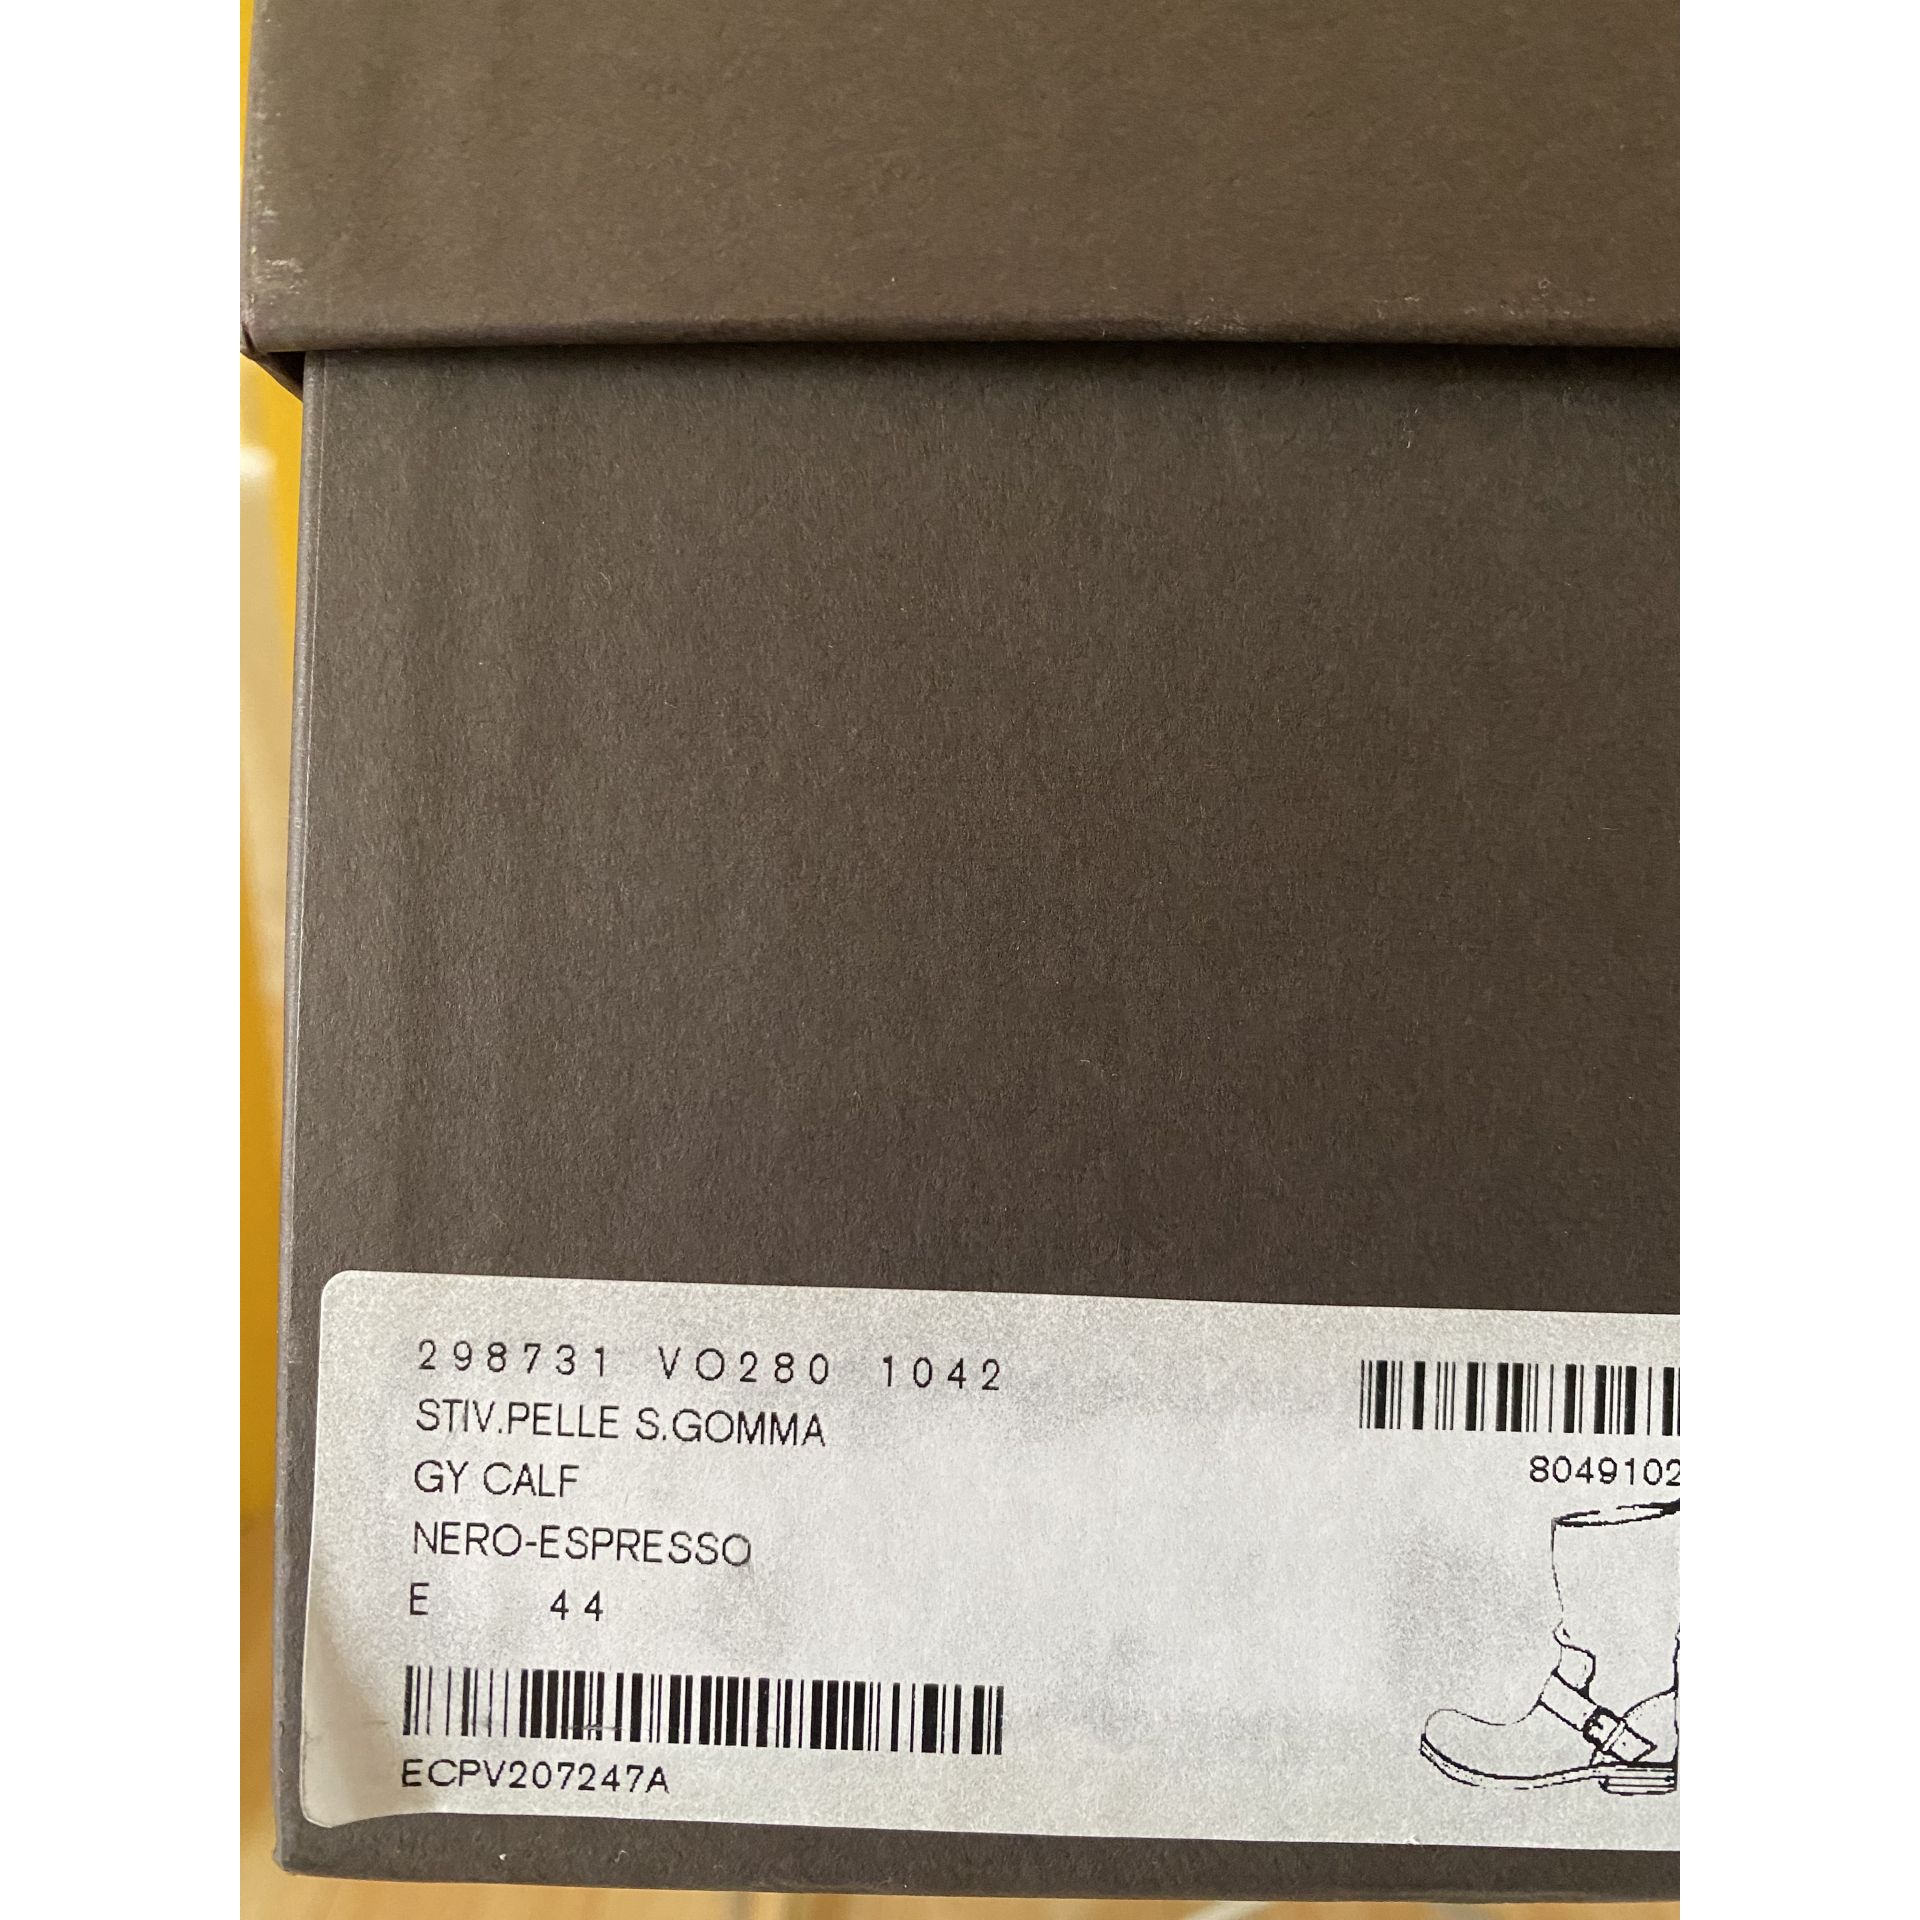 298731 VO280 1042
STIV.PELLE S.GOMMA
GY CALF
NERO-ESPRESSO
E 44
ECPV207247A
8049102